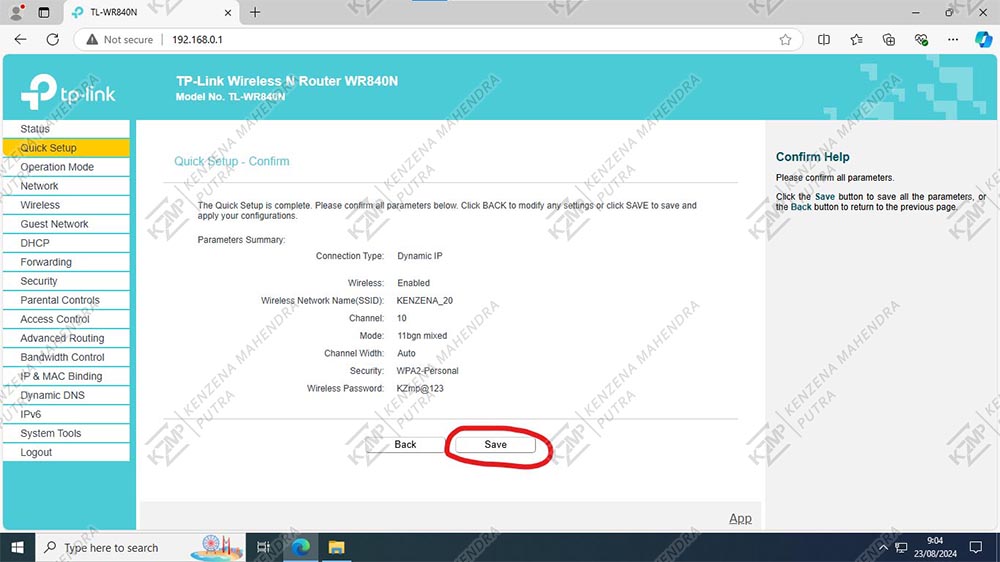 TL-WR840N
Not secure
192.168.0.1
tp-link
TP-Link Wireless N Router WR840N
Model No. TL-WR840N
Status
Quick Setup
Operation Mode
Network
Wireless
Guest Network
DHCP
Forwarding
Security
Parental Controls
Access Control
Advanced Routing
Bandwidth Control
IP & MAC Binding
Dynamic DNS
IPv6
System Tools
Logout
Quick Setup - Confirm
The Quick Setup is complete. Please confirm all parameters below. Click BACK to modify any settings or click SAVE to save and
apply your configurations.
Parameters Summary:
Connection Type: Dynamic IP
Wireless: Enabled
Wireless Network Name(SSID): KENZENA_20
Channel: 10
Mode: 11bgn mixed
Channel Width: Auto
Security: WPA2-Personal
Wireless Password: KZmp@123
Back
Save
App
Confirm Help
Please confirm all parameters.
Click the Save button to save all the parameters, or
the Back button to return to the previous page.
Type here to search
9:04
23/08/2024
KZMP
KENZENA MAHENDRA
PUTRA